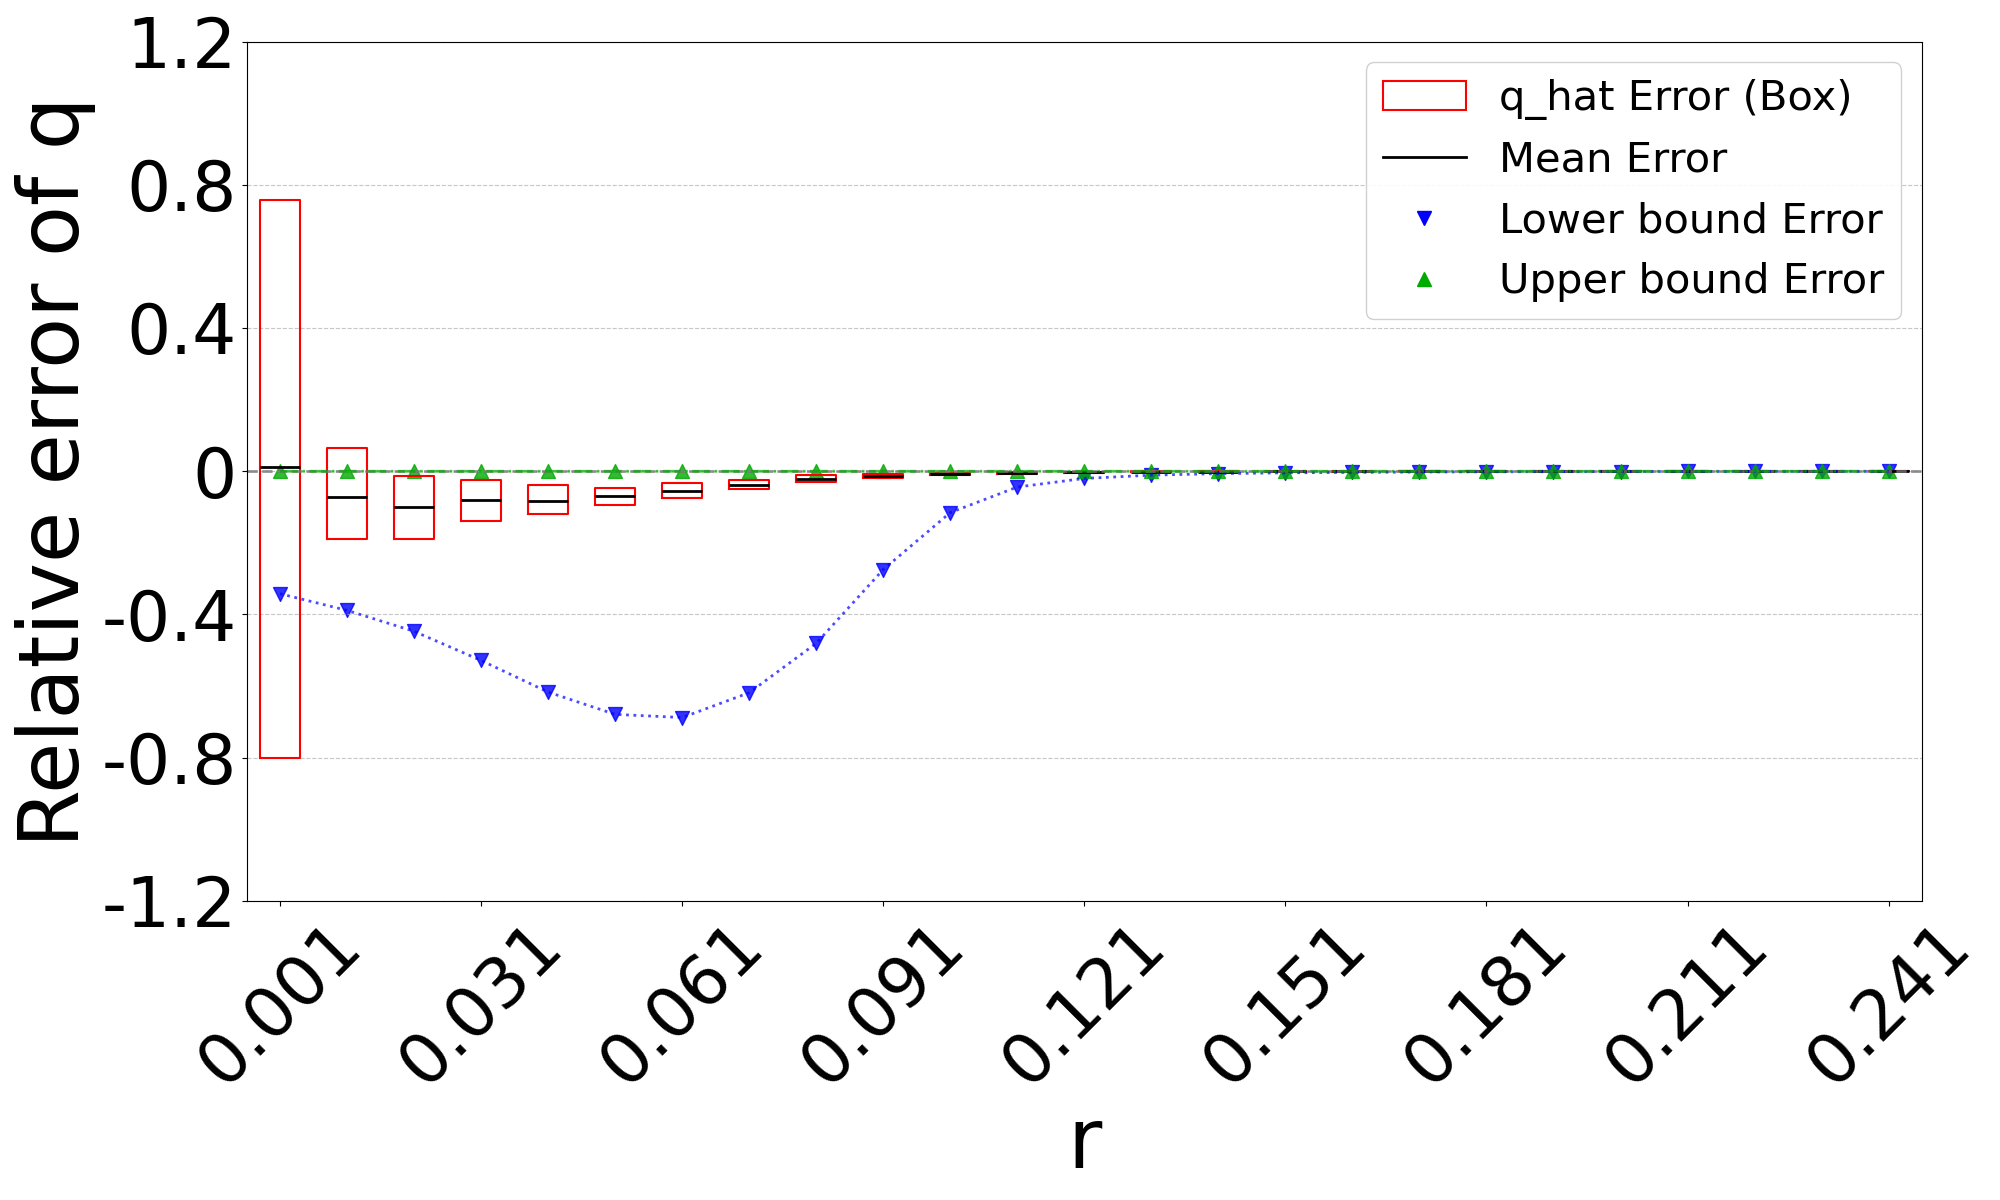 Relative error of q
1.2
0.8
0.4
0
-0.4
-0.8
-1.2
q_hat Error (Box)
Mean Error
Lower bound Error
Upper bound Error
0.001
0.031
0.061
0.091
0.121
0.151
0.181
0.211
0.241
r